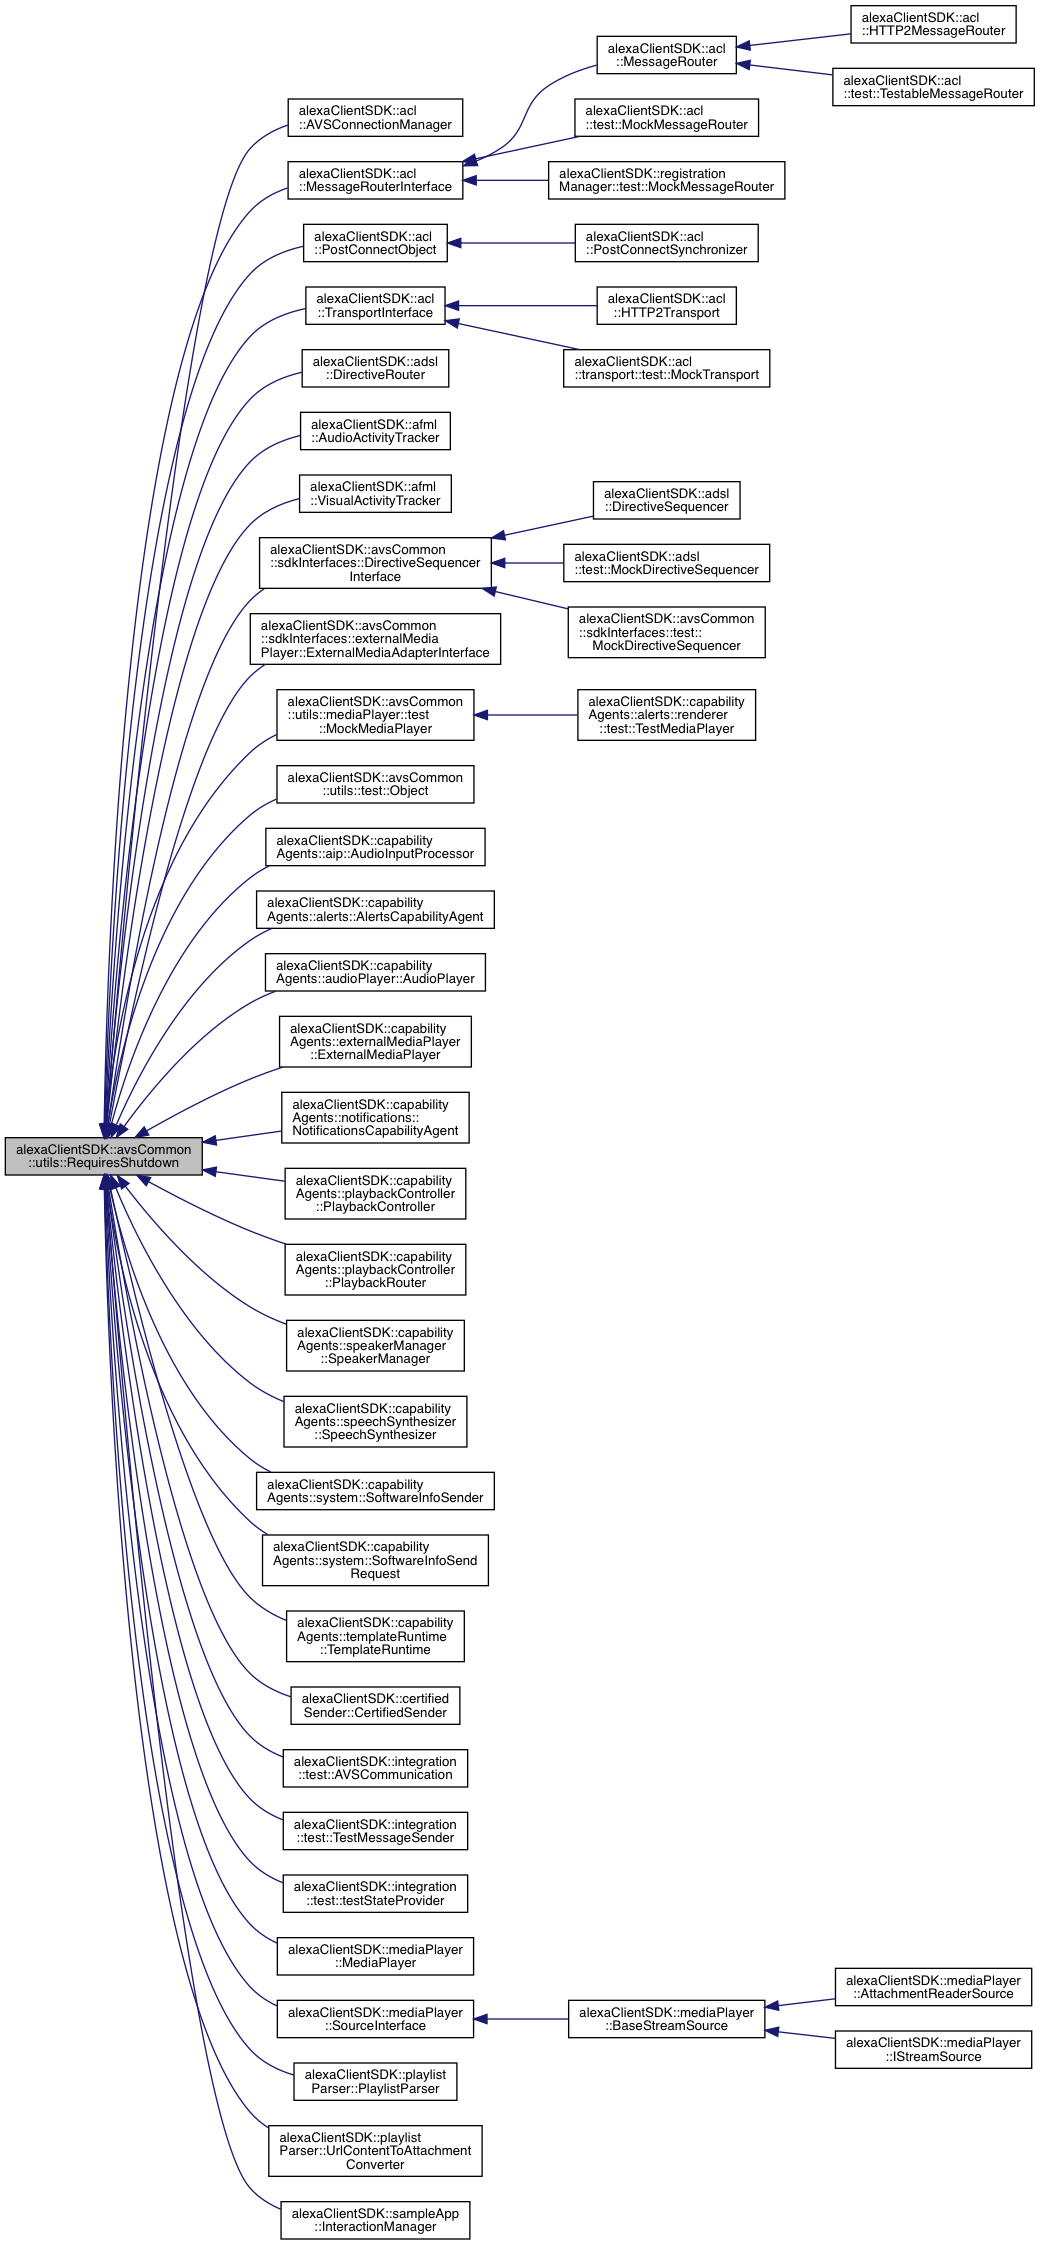 alexaClientSDK::acl
::HTTP2MessageRouter
alexaClientSDK::acl
::MessageRouter
alexaClientSDK::acl
::test::TestableMessageRouter
alexaClientSDK::acl
::AVSConnectionManager
alexaClientSDK::acl
::test::MockMessageRouter
alexaClientSDK::acl
::MessageRouterInterface
alexaClientSDK::registration
Manager::test::MockMessageRouter
alexaClientSDK::acl
::PostConnectObject
alexaClientSDK::acl
::PostConnectSynchronizer
alexaClientSDK::acl
::TransportInterface
alexaClientSDK::acl
::HTTP2Transport
alexaClientSDK::adsl
::DirectiveRouter
alexaClientSDK::acl
::transport::test::MockTransport
alexaClientSDK::afml
::AudioActivityTracker
alexaClientSDK::afml
::VisualActivityTracker
alexaClientSDK::adsl
::DirectiveSequencer
alexaClientSDK::avsCommon
::sdkInterfaces::DirectiveSequencer
Interface
alexaClientSDK::adsl
::test::MockDirectiveSequencer
alexaClientSDK::avsCommon
::sdkInterfaces::test::
MockDirectiveSequencer
alexaClientSDK::avsCommon
::sdkInterfaces::externalMedia
Player::ExternalMediaAdapterInterface
alexaClientSDK::avsCommon
::utils::mediaPlayer::test
::MockMediaPlayer
alexaClientSDK::capability
Agents::alerts::renderer
::test::TestMediaPlayer
alexaClientSDK::avsCommon
::utils::test::Object
alexaClientSDK::capability
Agents::aip::AudioInputProcessor
alexaClientSDK::capability
Agents::alerts::AlertsCapabilityAgent
alexaClientSDK::capability
Agents::audioPlayer::AudioPlayer
alexaClientSDK::capability
Agents::externalMediaPlayer
::ExternalMediaPlayer
alexaClientSDK::capability
Agents::notifications::
NotificationsCapabilityAgent
alexaClientSDK::avsCommon
::utils::RequiresShutdown
alexaClientSDK::capability
Agents::playbackController
::PlaybackController
alexaClientSDK::capability
Agents::playbackController
::PlaybackRouter
alexaClientSDK::capability
Agents::speakerManager
::SpeakerManager
alexaClientSDK::capability
Agents::speechSynthesizer
::SpeechSynthesizer
alexaClientSDK::capability
Agents::system::SoftwareInfoSender
alexaClientSDK::capability
Agents::system::SoftwareInfoSend
Request
alexaClientSDK::capability
Agents::templateRuntime
::TemplateRuntime
alexaClientSDK::certified
Sender::CertifiedSender
alexaClientSDK::integration
::test::AVSCommunication
alexaClientSDK::integration
::test::TestMessageSender
alexaClientSDK::integration
::test::testStateProvider
alexaClientSDK::mediaPlayer
::MediaPlayer
alexaClientSDK::mediaPlayer
::AttachmentReaderSource
alexaClientSDK::mediaPlayer
::SourceInterface
alexaClientSDK::mediaPlayer
::BaseStreamSource
alexaClientSDK::mediaPlayer
::IStreamSource
alexaClientSDK::playlist
Parser::PlaylistParser
alexaClientSDK::playlist
Parser::UrlContentToAttachment
Converter
alexaClientSDK::sampleApp
::InteractionManager